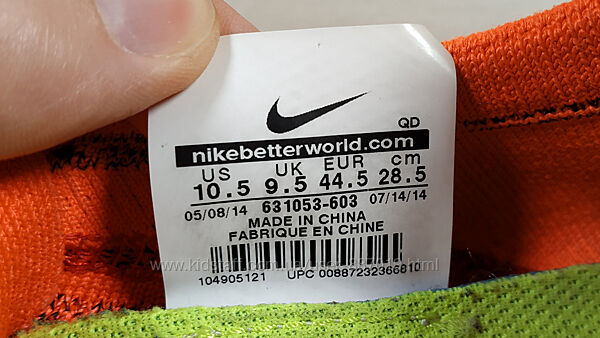 QD
nikebetterworld.com
US UK EUR cm
10.5 9.5 44.5 28.5
05/08/14 631053-603 07/14/14
MADE IN CHINA
FABRIQUE EN CHINE
104905121 UPC 00887232366810